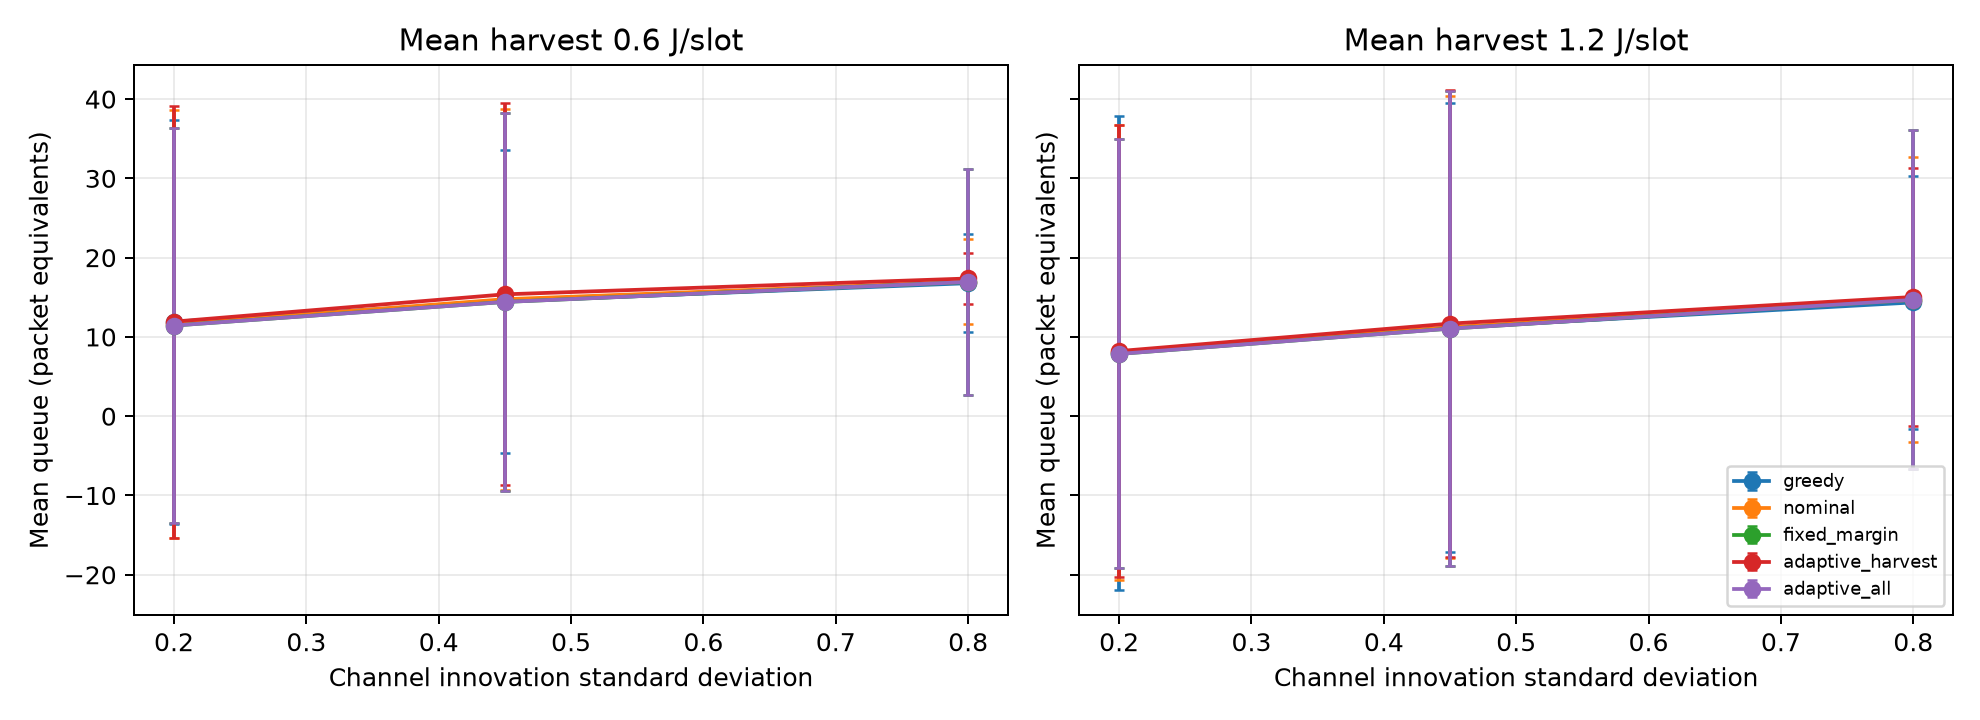 Mean harvest 0.6 J/slot
Mean queue (packet equivalents)
40
30
20
10
0
−10
−20
0.2 0.3 0.4 0.5 0.6 0.7 0.8
Channel innovation standard deviation
Mean harvest 1.2 J/slot
Mean queue (packet equivalents)
greedy
nominal
fixed_margin
adaptive_harvest
adaptive_all
0.2 0.3 0.4 0.5 0.6 0.7 0.8
Channel innovation standard deviation